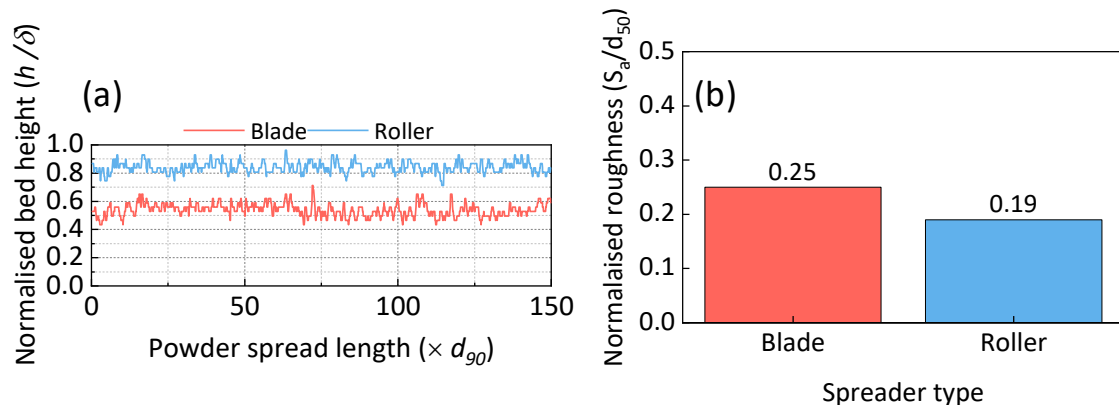 (a)
Blade
Roller
Normalised bed height (h/δ)
1.0
0.8
0.6
0.4
0.2
0.0
0
50
100
150
Powder spread length (× d90)
(b)
Normalaised roughness (Sa/d50)
0.5
0.4
0.3
0.2
0.1
0.0
0.25
0.19
Blade
Roller
Spreader type